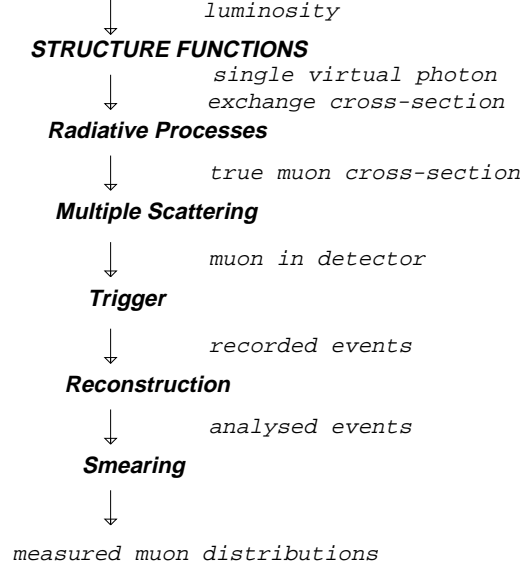 luminosity
STRUCTURE FUNCTIONS
single virtual photon
exchange cross-section
Radiative Processes
true muon cross-section
Multiple Scattering
muon in detector
Trigger
recorded events
Reconstruction
analysed events
Smearing
measured muon distributions